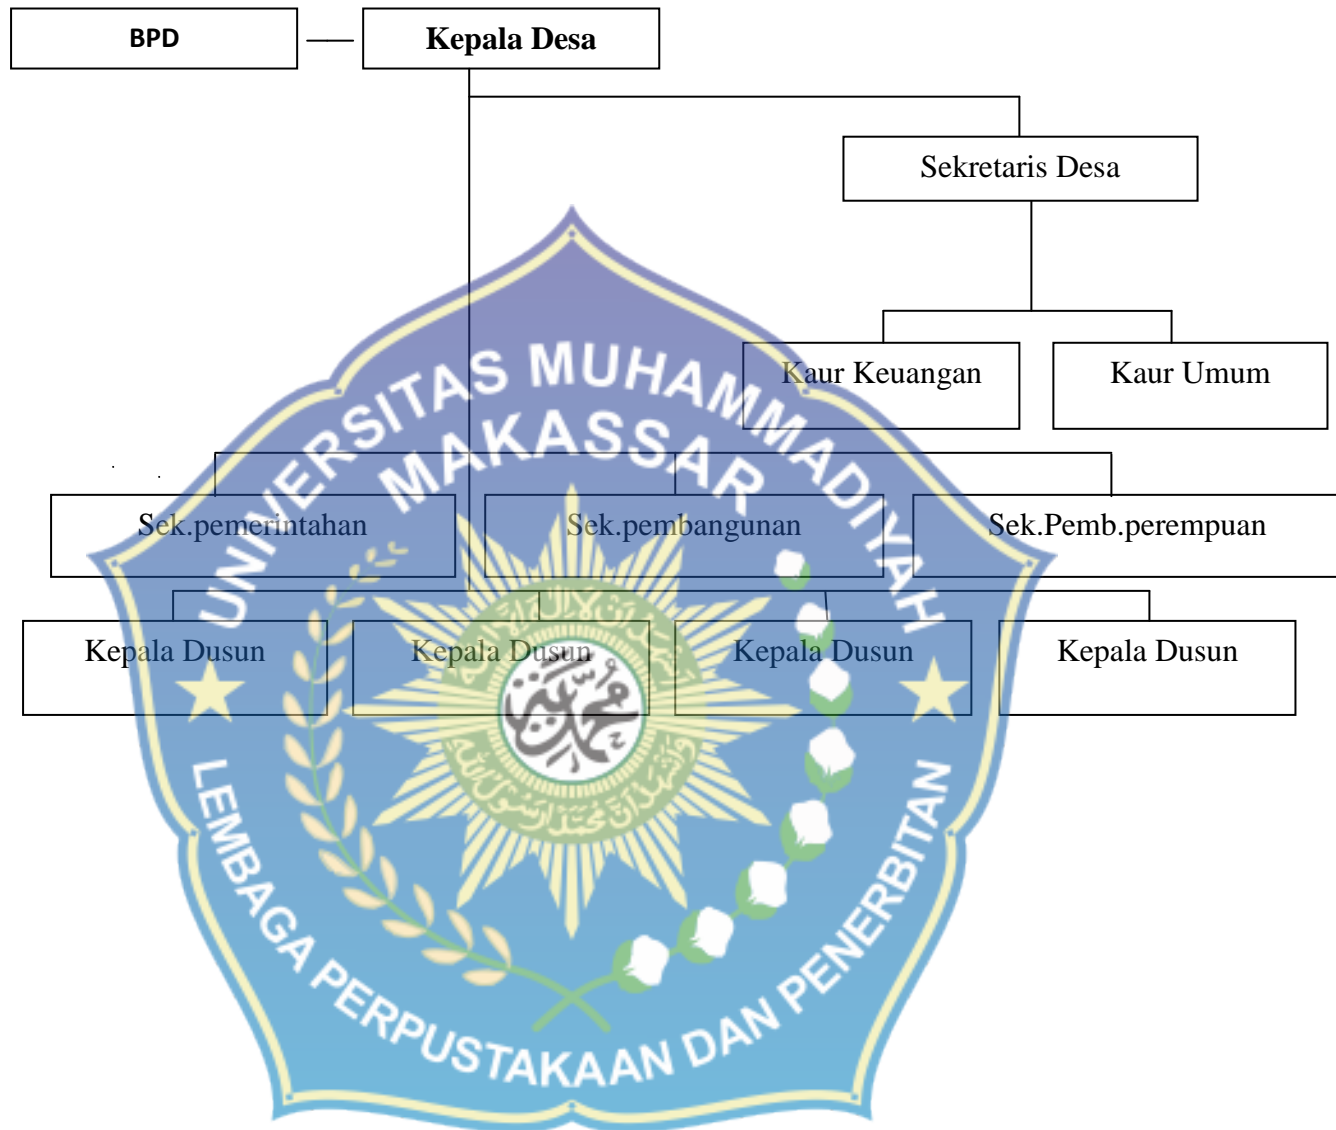 BPD
Kepala Desa
Sekretaris Desa
Kaur Keuangan
Kaur Umum
Sek.pemerintahan
Sek.pembangunan
Sek.Pemb.perempuan
Kepala Dusun
Kepala Dusun
Kepala Dusun
Kepala Dusun
UNIVERSITAS MUHAMMADIYAH
MAKASSAR
LEMBAGA PERPUSTAKAAN DAN PENERBITAN